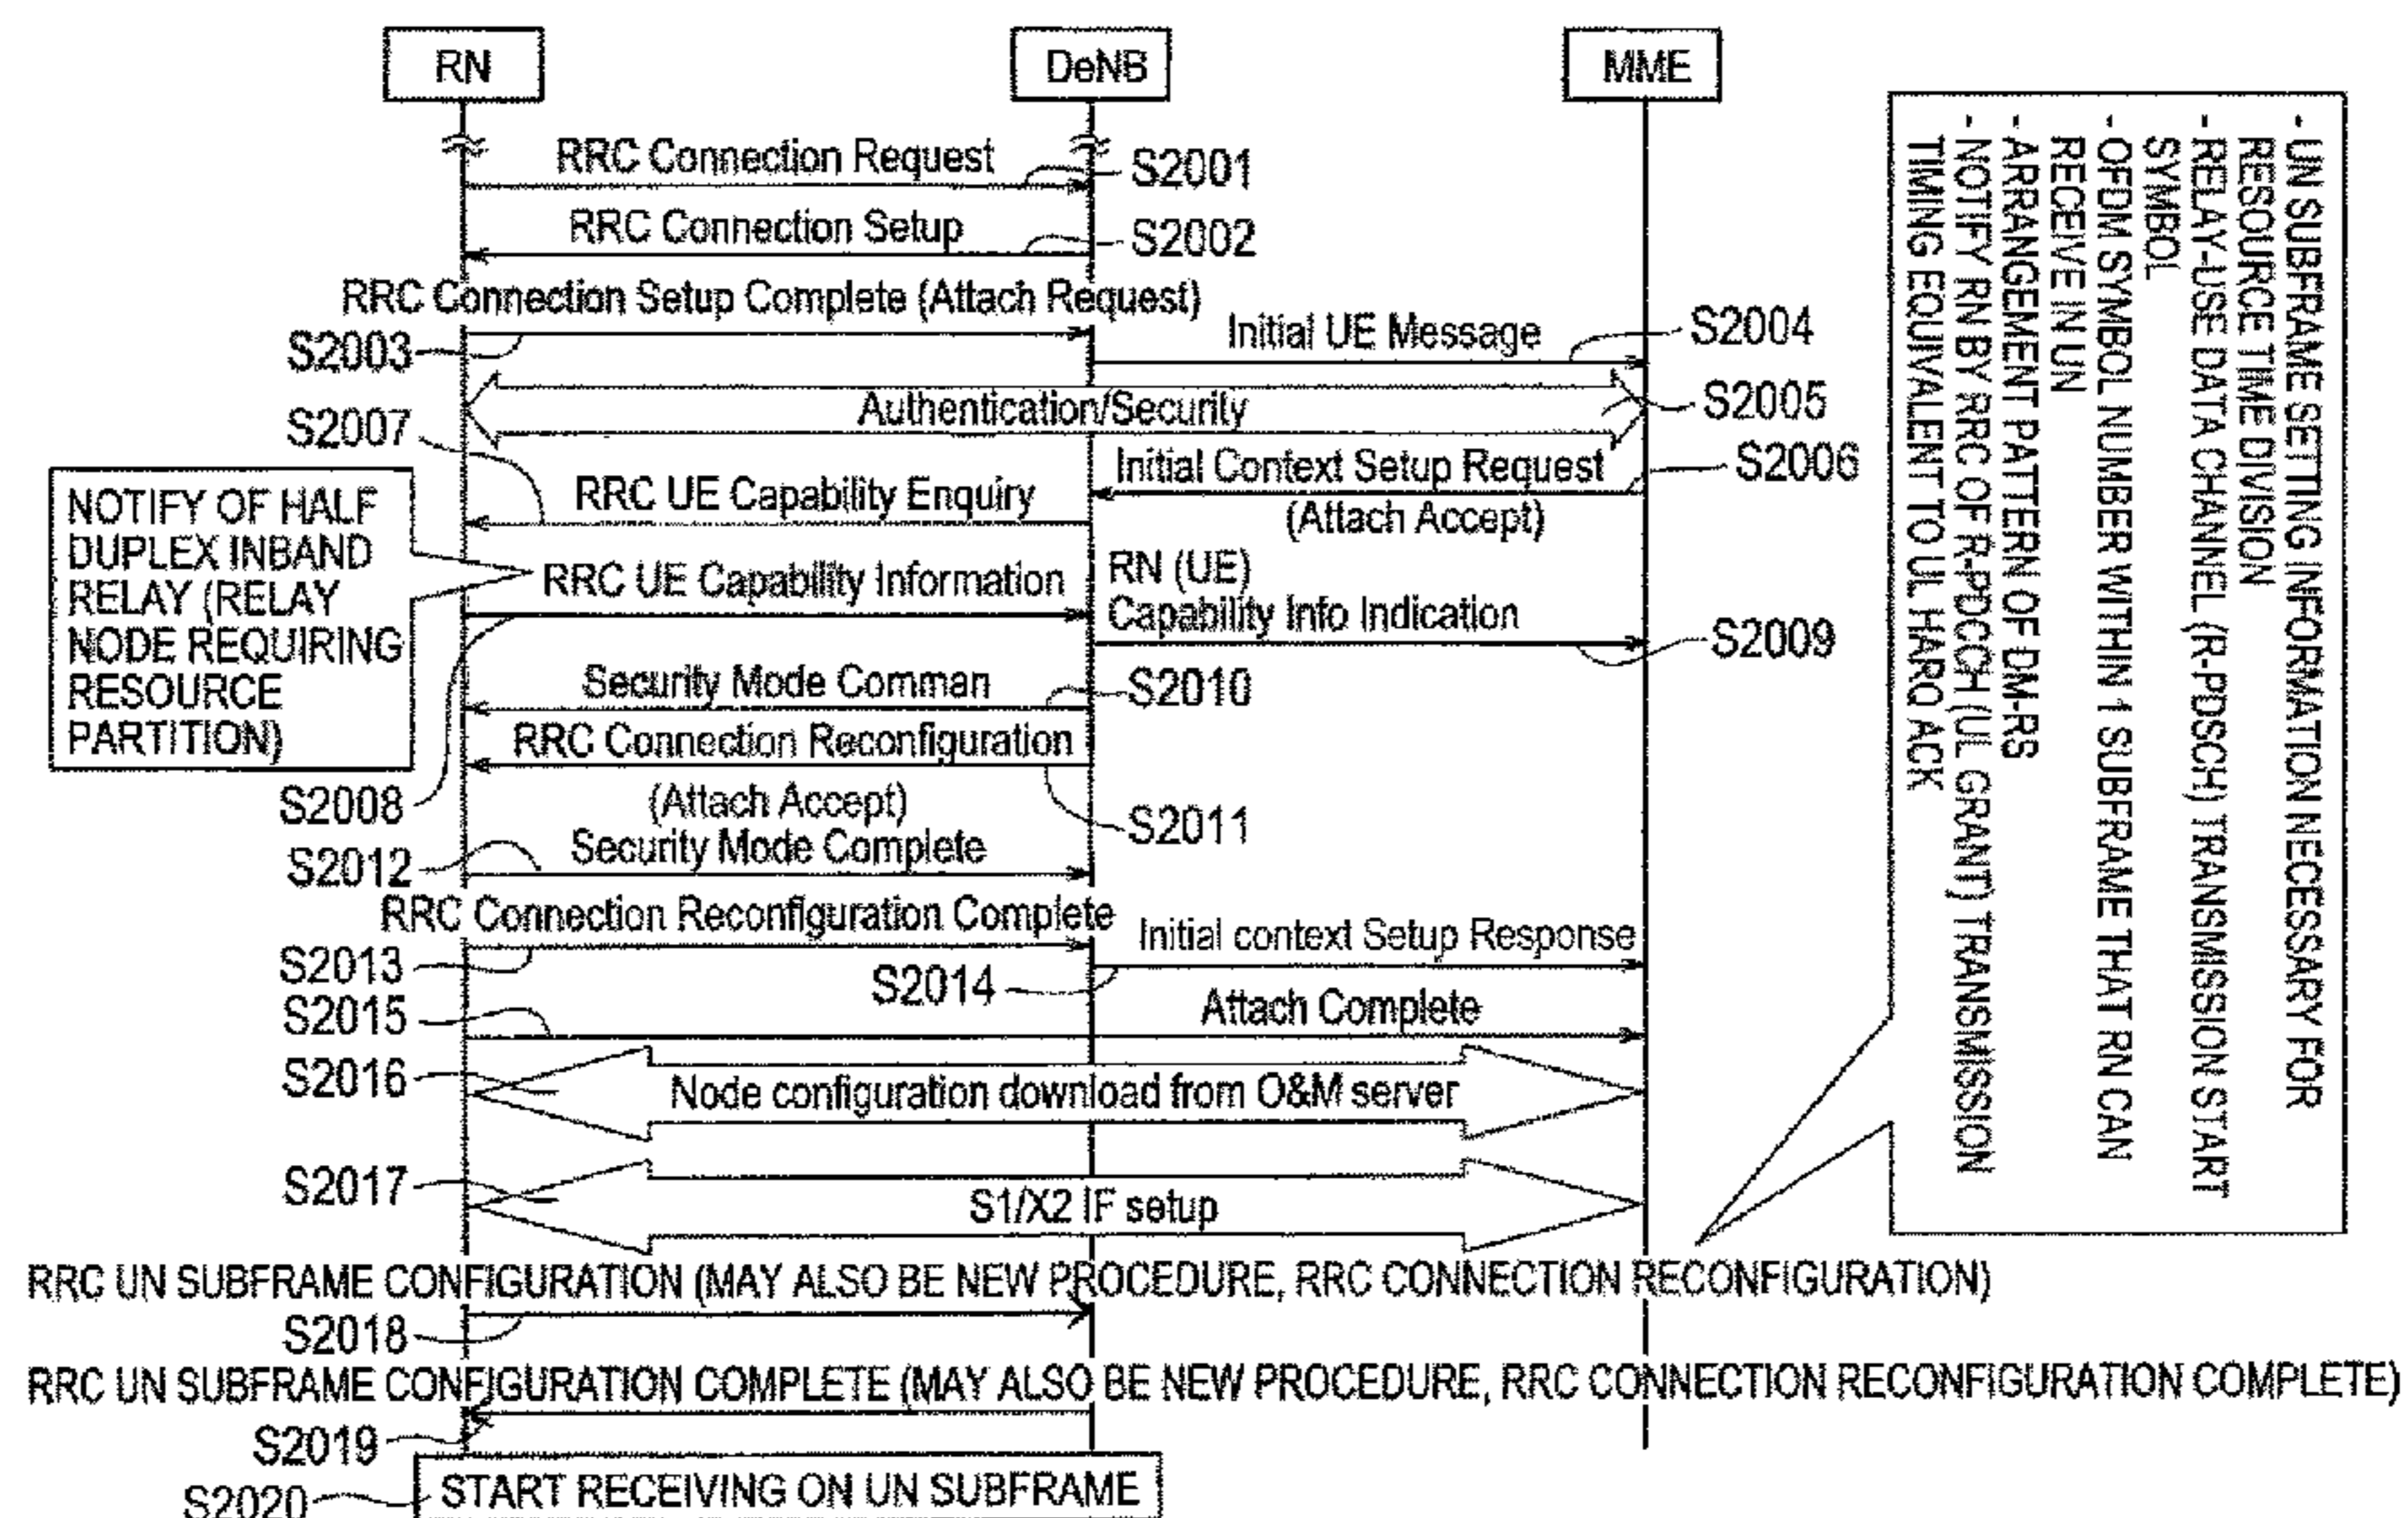 RN
DeNB
MME
RRC Connection Request
S2001
RRC Connection Setup
S2002
RRC Connection Setup Complete (Attach Request)
S2003
Initial UE Message
S2004
Authentication/Security
S2005
Initial Context Setup Request
(Attach Accept)
S2006
S2007
RRC UE Capability Enquiry
NOTIFY OF HALF
DUPLEX INBAND
RELAY (RELAY
NODE REQUIRING
RESOURCE
PARTITION)
RRC UE Capability Information
S2008
RN (UE)
Capability Info Indication
S2009
Security Mode Comman
S2010
RRC Connection Reconfiguration
(Attach Accept)
S2011
Security Mode Complete
S2012
RRC Connection Reconfiguration Complete
S2013
Initial context Setup Response
S2014
Attach Complete
S2015
Node configuration download from O&M server
S2016
S1/X2 IF setup
S2017
- UN SUBFRAME SETTING INFORMATION NECESSARY FOR
RESOURCE TIME DIVISION
- RELAY-USE DATA CHANNEL (R-PDSCH) TRANSMISSION START
SYMBOL
- OFDM SYMBOL NUMBER WITHIN 1 SUBFRAME THAT RN CAN
RECEIVE IN UN
- ARRANGEMENT PATTERN OF DM-RS
- NOTIFY RN BY RRC OF R-PDCCH (UL GRANT) TRANSMISSION
TIMING EQUIVALENT TO UL HARQ ACK
RRC UN SUBFRAME CONFIGURATION (MAY ALSO BE NEW PROCEDURE, RRC CONNECTION RECONFIGURATION)
S2018
RRC UN SUBFRAME CONFIGURATION COMPLETE (MAY ALSO BE NEW PROCEDURE, RRC CONNECTION RECONFIGURATION COMPLETE)
S2019
S2020
START RECEIVING ON UN SUBFRAME